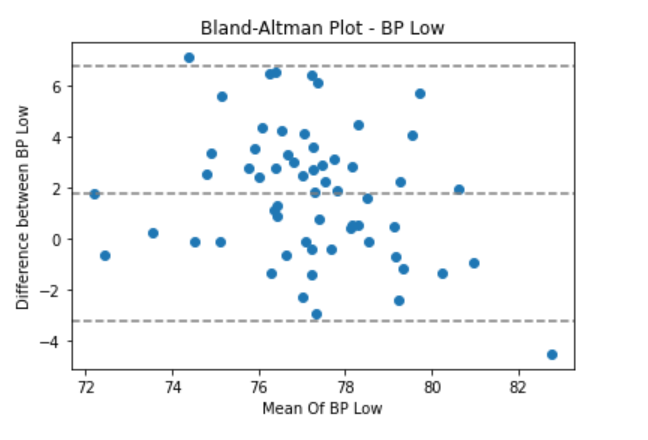 Bland-Altman Plot - BP Low
Difference between BP Low
6
4
2
0
−2
−4
72 74 76 78 80 82
Mean Of BP Low